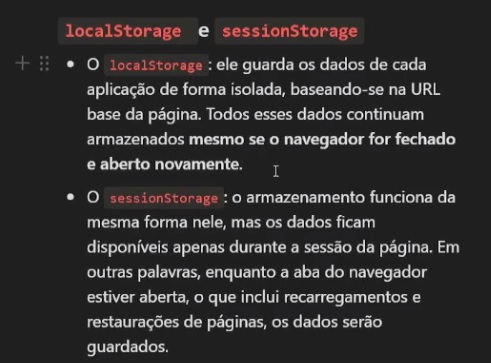 localStorage e sessionStorage
• O localStorage: ele guarda os dados de cada
aplicação de forma isolada, baseando-se na URL
base da página. Todos esses dados continuam
armazenados mesmo se o navegador for fechado
e aberto novamente.
• O sessionStorage: o armazenamento funciona da
mesma forma nele, mas os dados ficam
disponíveis apenas durante a sessão da página. Em
outras palavras, enquanto a aba do navegador
estiver aberta, o que inclui recarregamentos e
restaurações de páginas, os dados serão
guardados.